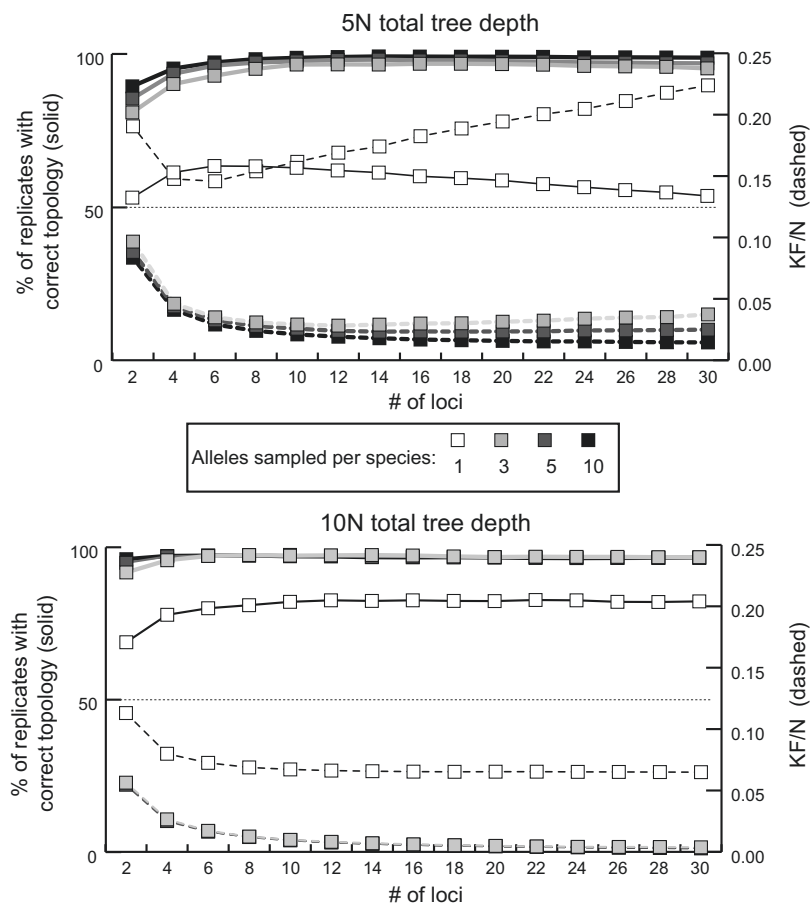 5N total tree depth
100
50
0
% of replicates with
correct topology (solid)
0.25
0.20
0.15
0.10
0.05
0.00
KF/N (dashed)
2 4 6 8 10 12 14 16 18 20 22 24 26 28 30
# of loci
Alleles sampled per species:
1 3 5 10
10N total tree depth
100
50
0
% of replicates with
correct topology (solid)
0.25
0.20
0.15
0.10
0.05
0.00
KF/N (dashed)
2 4 6 8 10 12 14 16 18 20 22 24 26 28 30
# of loci